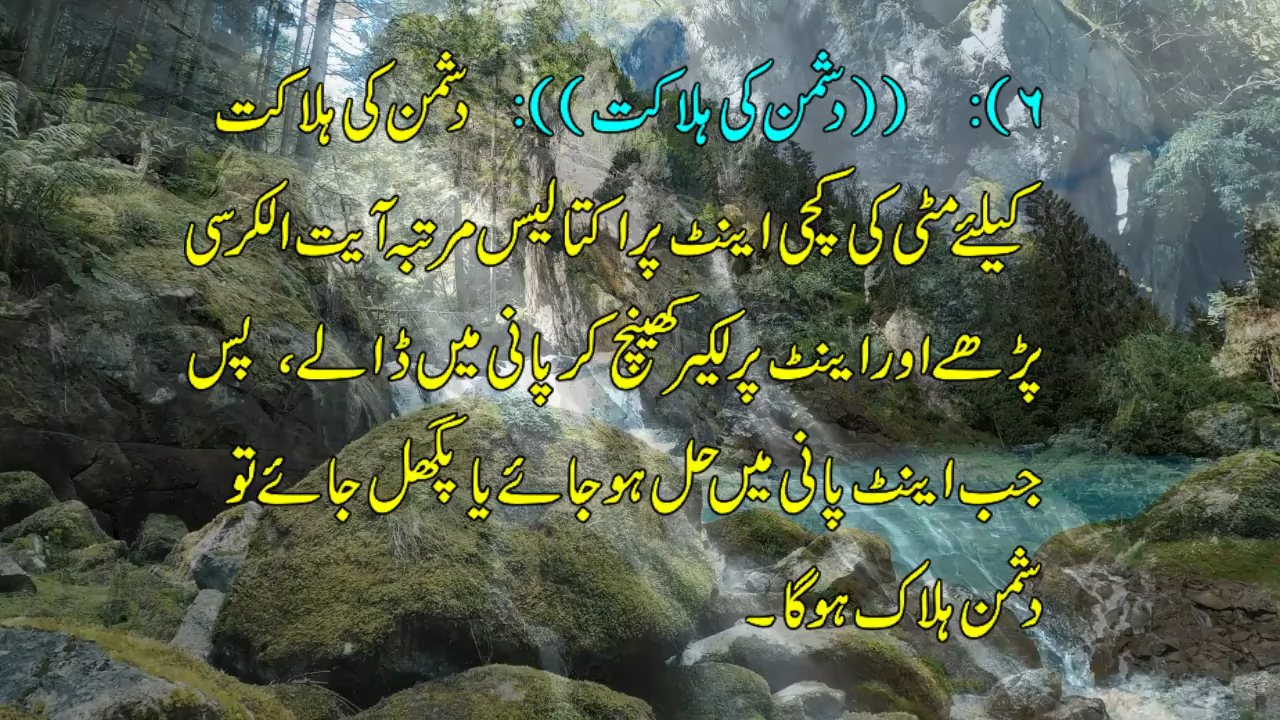 ۶): ((دشمن کی ہلاکت)): دشمن کی ہلاکت
کیلئے مٹی کی کچی اینٹ پر اکتالیس مرتبہ آیت الکرسی
پڑھے اور اینٹ پر لکیر کھینچ کر پانی میں ڈالے، پس
جب اینٹ پانی میں حل ہو جائے یا پگھل جائے تو
دشمن ہلاک ہوگا۔